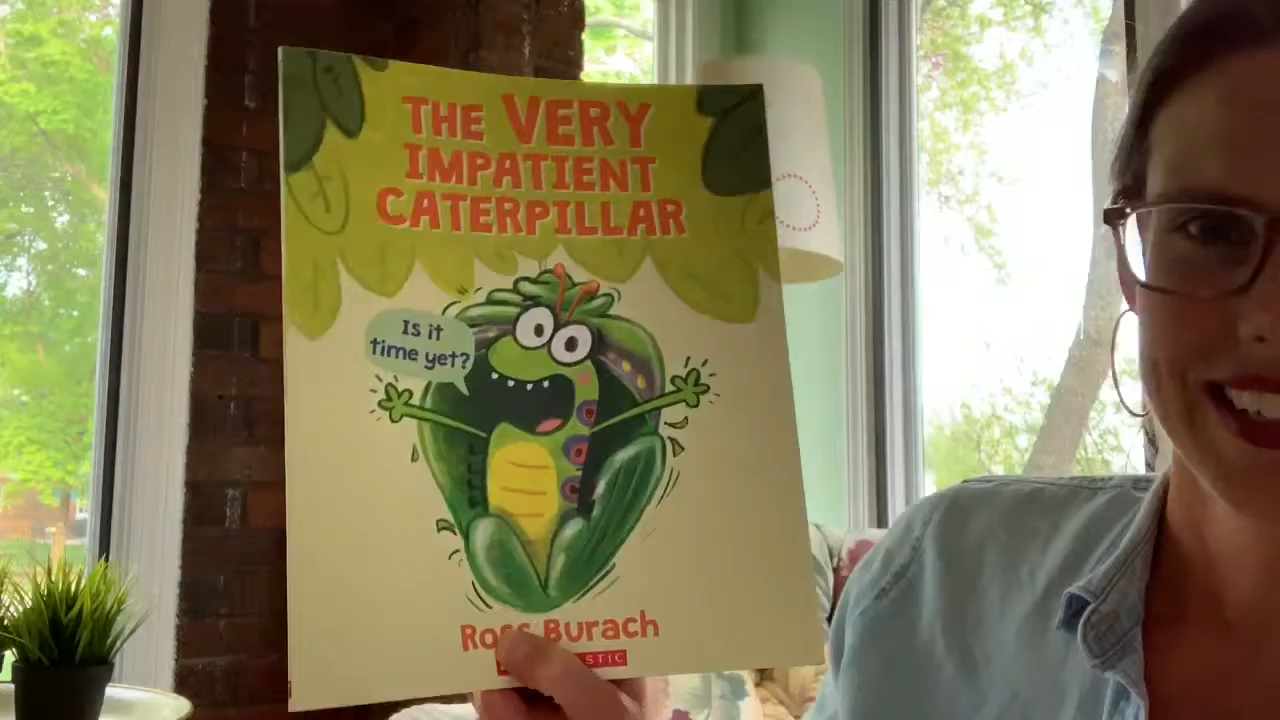 THE VERY
IMPATIENT
CATERPILLAR
Is it
time yet?
Burach